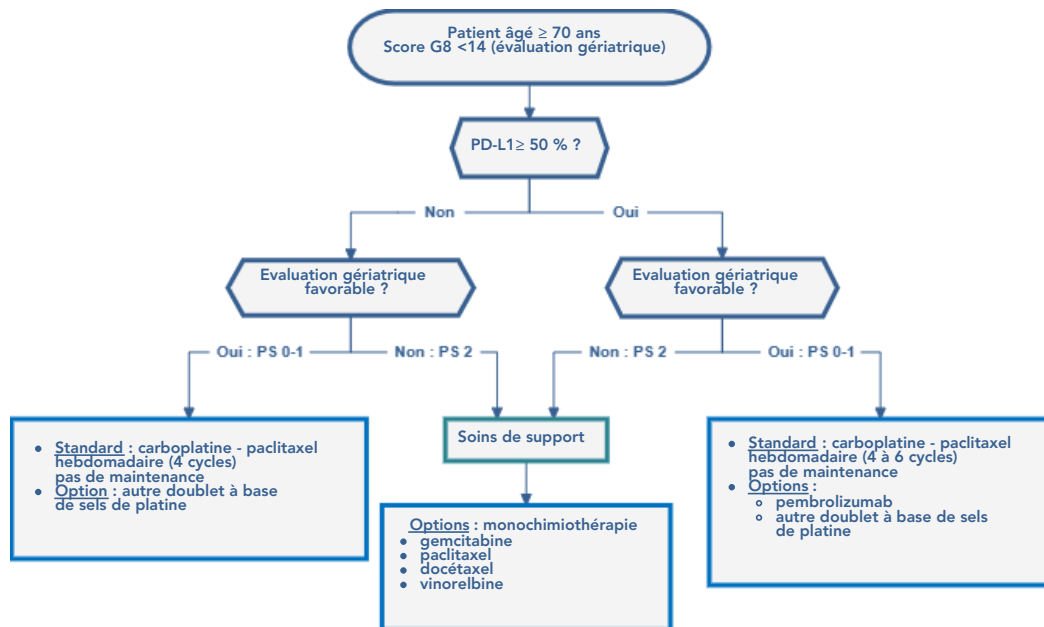 Patient âgé ≥ 70 ans
Score G8 <14 (évaluation gériatrique)
PD-L1≥ 50 % ?
Non
Oui
Evaluation gériatrique
favorable ?
Evaluation gériatrique
favorable ?
Oui : PS 0-1
Non : PS 2
Non : PS 2
Oui : PS 0-1
• Standard : carboplatine - paclitaxel
hebdomadaire (4 cycles)
pas de maintenance
• Option : autre doublet à base
de sels de platine
Soins de support
• Standard : carboplatine - paclitaxel
hebdomadaire (4 à 6 cycles)
pas de maintenance
• Options :
o pembrolizumab
o autre doublet à base de sels
de platine
Options : monochimiothérapie
• gemcitabine
• paclitaxel
• docétaxel
• vinorelbine